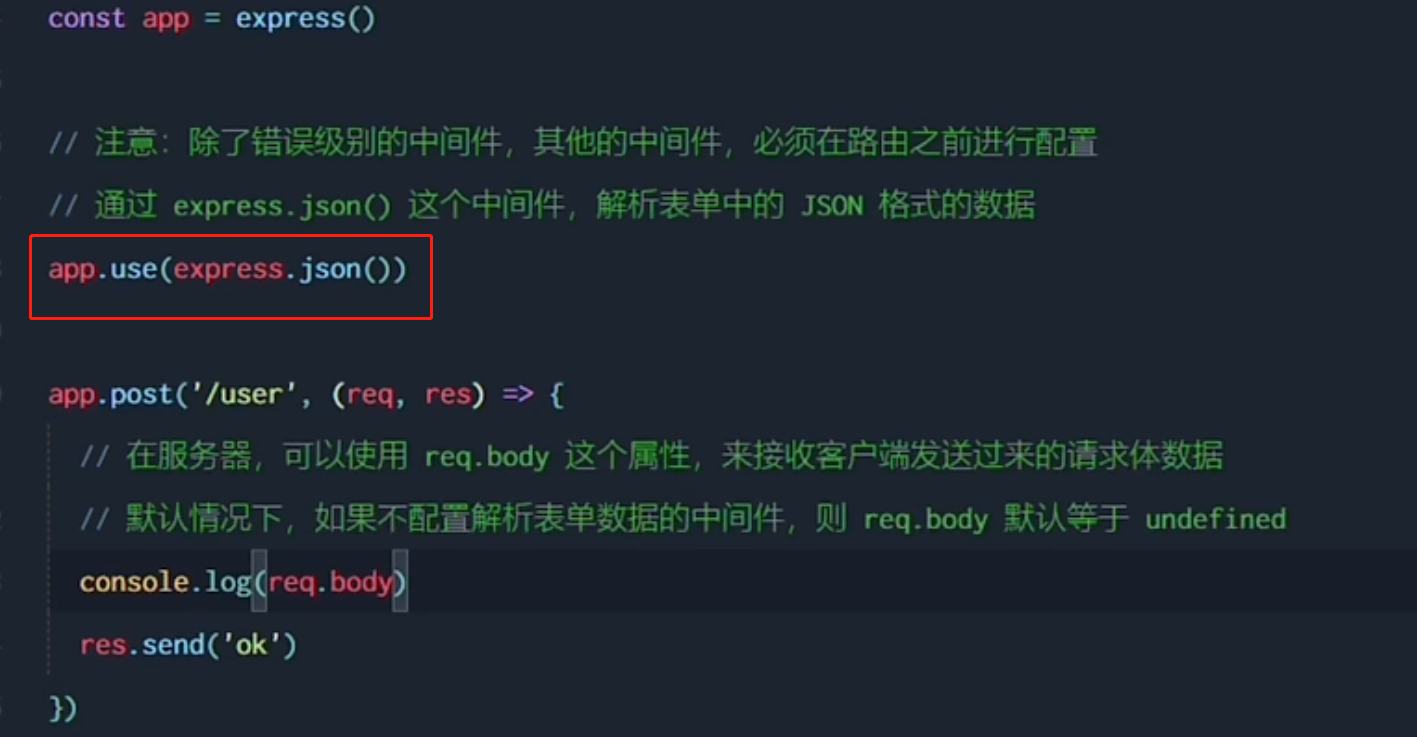 const app = express()
// 注意：除了错误级别的中间件，其他的中间件，必须在路由之前进行配置
// 通过 express.json() 这个中间件，解析表单中的 JSON 格式的数据
app.use(express.json())
app.post('/user', (req, res) => {
// 在服务器，可以使用 req.body 这个属性，来接收客户端发送过来的请求体数据
// 默认情况下，如果不配置解析表单数据的中间件，则 req.body 默认等于 undefined
console.log(req.body)
res.send('ok')
})